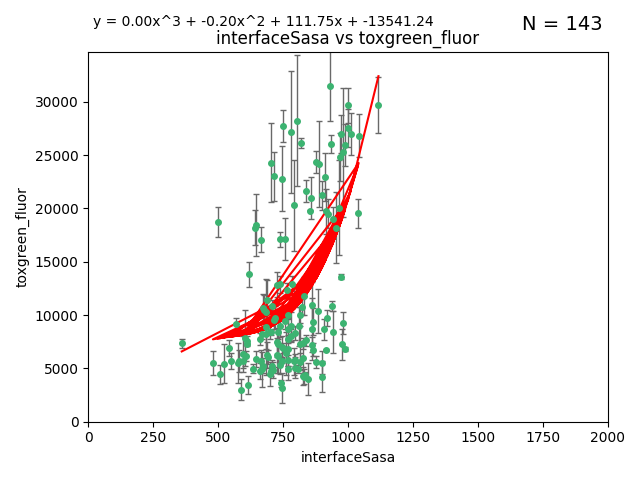 y = 0.00x^3 + -0.20x^2 + 111.75x + -13541.24
N = 143
interfaceSasa vs toxgreen_fluor
30000
25000
20000
15000
10000
5000
0
toxgreen_fluor
0 250 500 750 1000 1250 1500 1750 2000
interfaceSasa